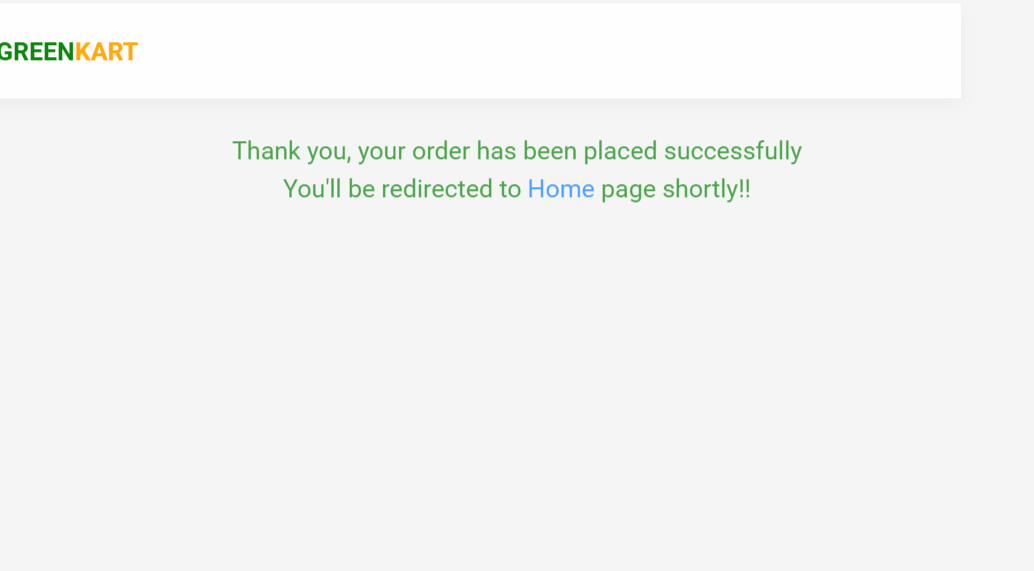 GREENKART
Thank you, your order has been placed successfully
You'll be redirected to Home page shortly!!